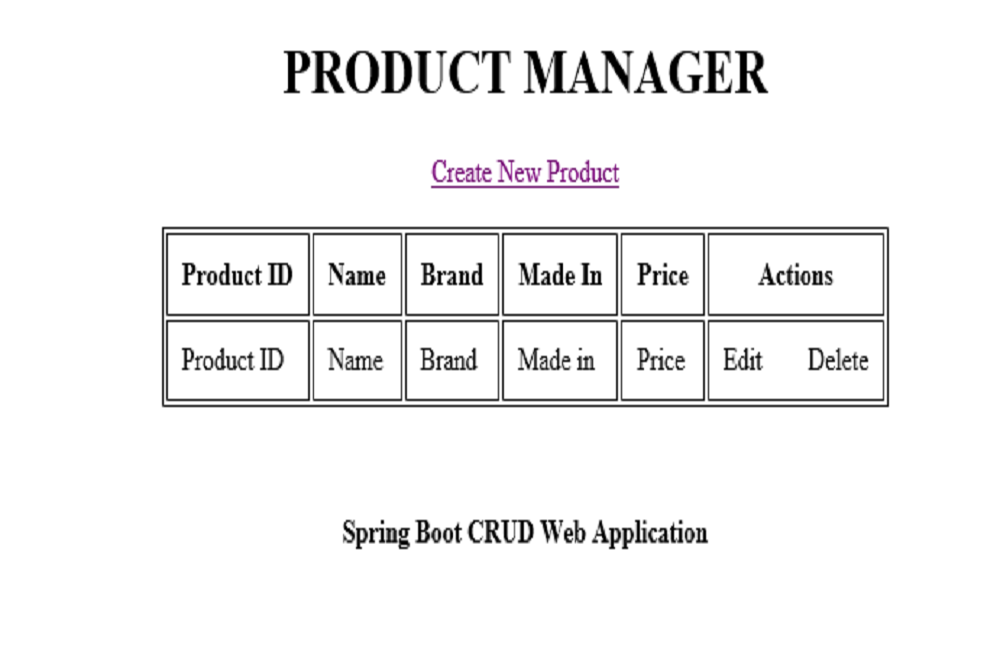 PRODUCT MANAGER
Create New Product
Product ID Name Brand Made In Price Actions
Product ID Name Brand Made in Price Edit Delete
Spring Boot CRUD Web Application